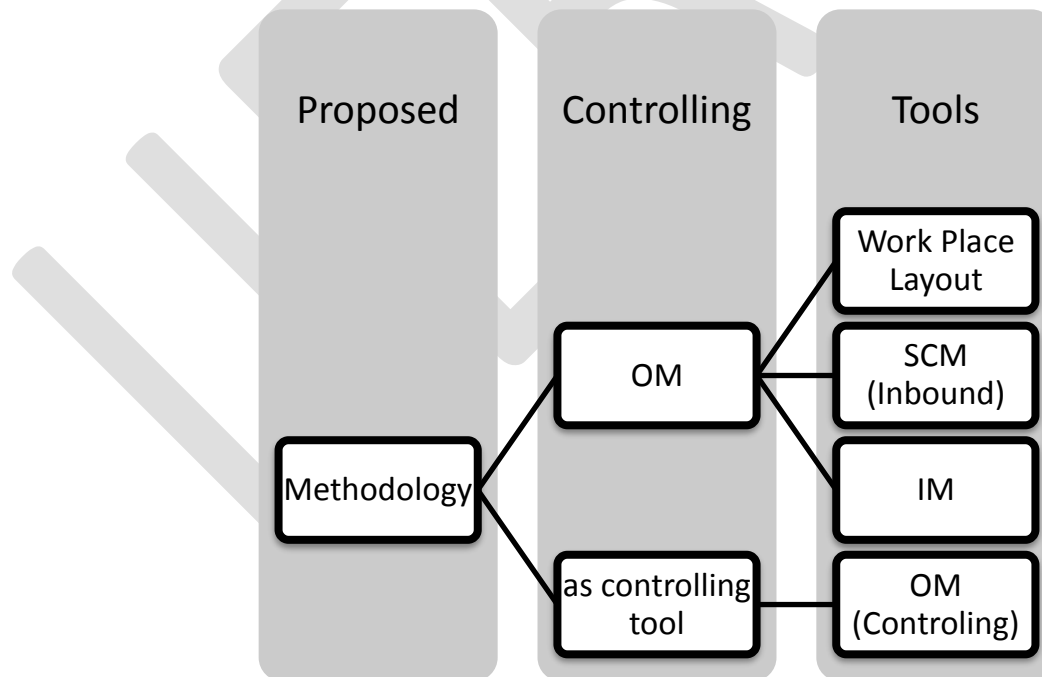 Proposed
Controlling
Tools
Work Place
Layout
OM
SCM
(Inbound)
Methodology
IM
as controlling
tool
OM
(Controling)